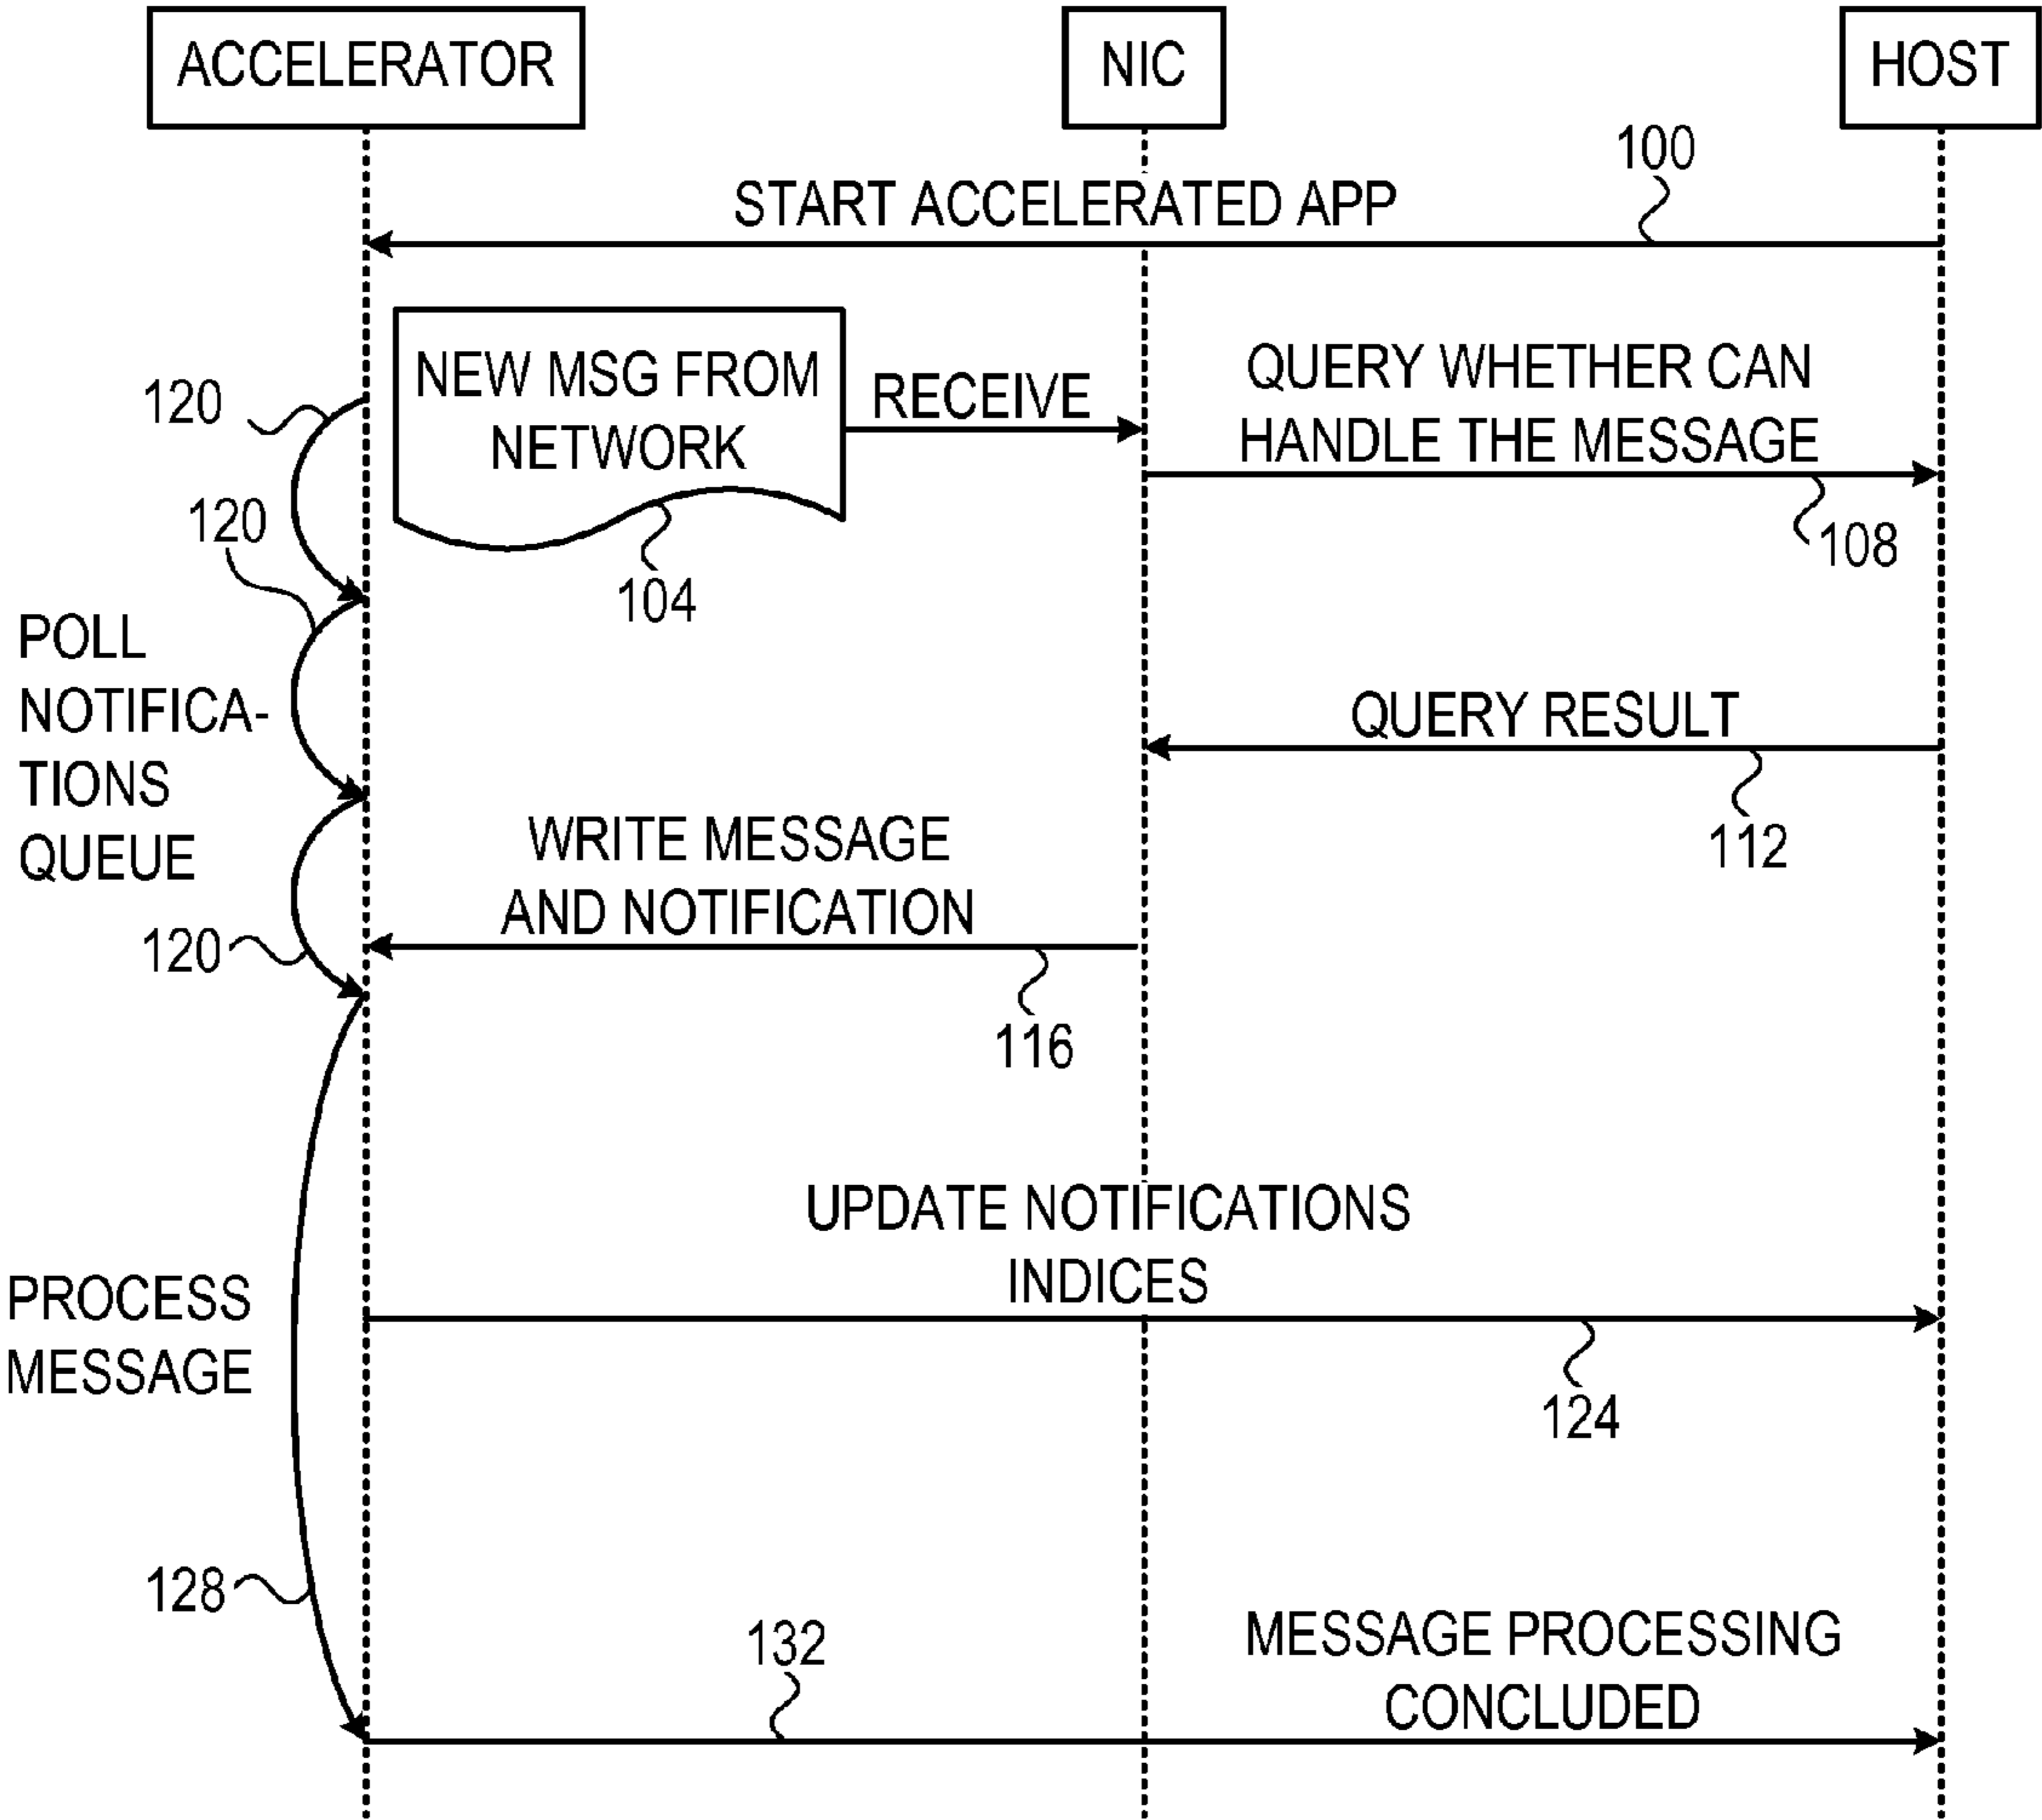 ACCELERATOR
NIC
HOST
100
START ACCELERATED APP
NEW MSG FROM
NETWORK
RECEIVE
QUERY WHETHER CAN
HANDLE THE MESSAGE
120
120
104
108
POLL
NOTIFICA-
TIONS
QUEUE
QUERY RESULT
112
WRITE MESSAGE
AND NOTIFICATION
120
116
UPDATE NOTIFICATIONS
INDICES
PROCESS
MESSAGE
124
128
132
MESSAGE PROCESSING
CONCLUDED